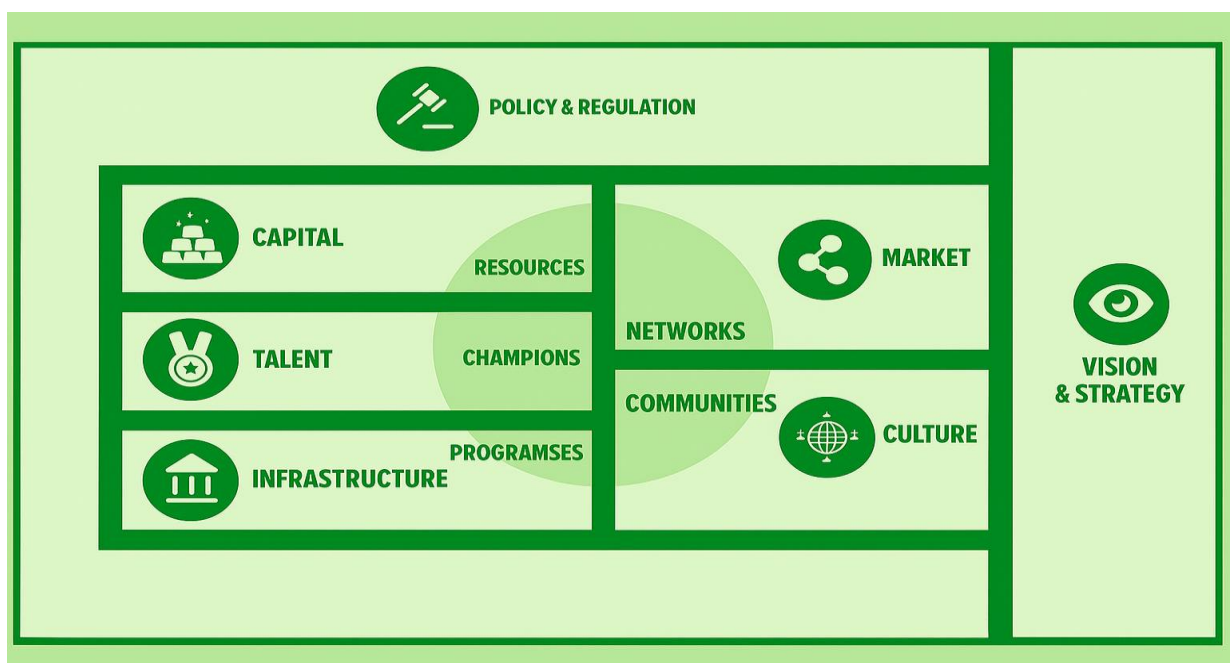 POLICY & REGULATION
CAPITAL
RESOURCES
TALENT
CHAMPIONS
PROGRAMSES
INFRASTRUCTURE
MARKET
NETWORKS
COMMUNITIES
CULTURE
VISION
& STRATEGY